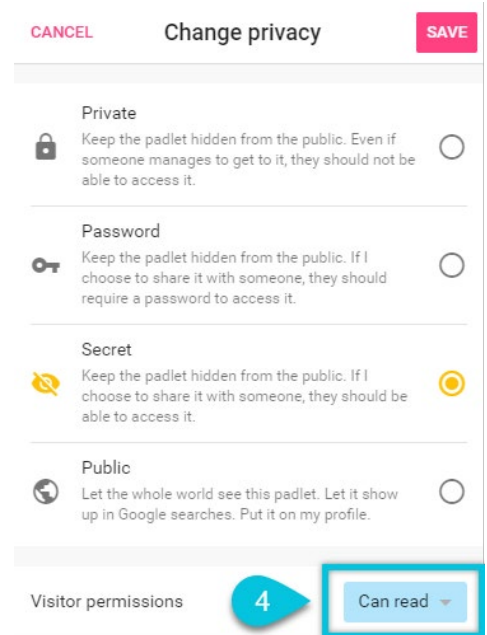 CANCEL Change privacy SAVE
Private
Keep the padlet hidden from the public. Even if
someone manages to get to it, they should not be
able to access it.
Password
Keep the padlet hidden from the public. If I
choose to share it with someone, they should
require a password to access it.
Secret
Keep the padlet hidden from the public. If I
choose to share it with someone, they should be
able to access it.
Public
Let the whole world see this padlet. Let it show
up in Google searches. Put it on my profile.
Visitor permissions 4 Can read